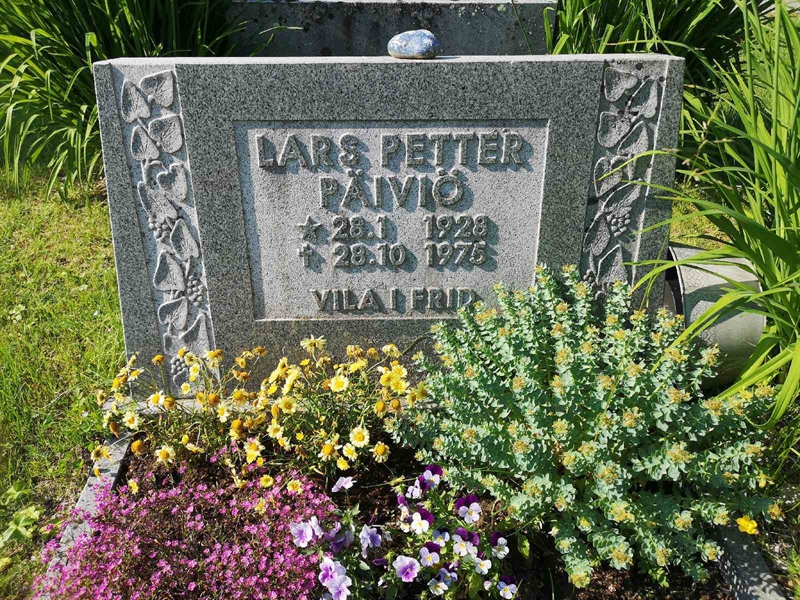 LARS PETTER
PÄIVIÖ
☆ 28.1 1928
† 28.10 1975
VILA I FRID